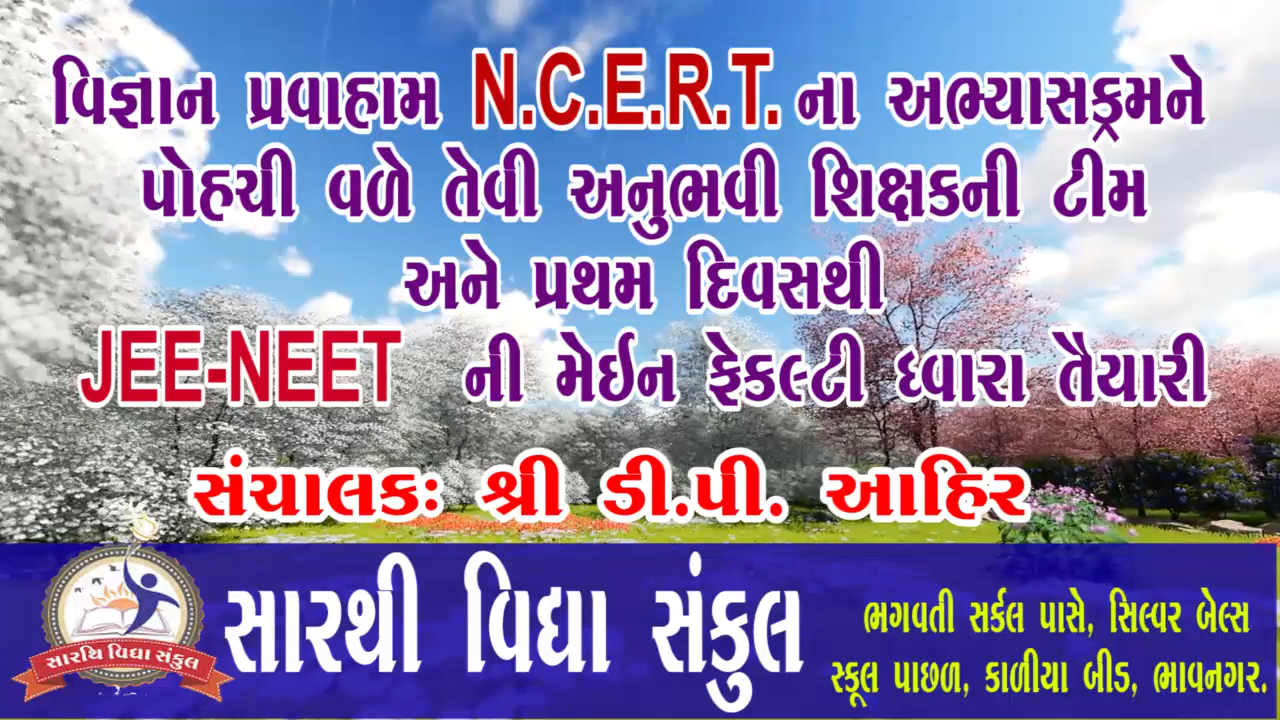 વિજ્ઞાન પ્રવાહામ N.C.E.R.T. ના અભ્યાસક્રમને
પોહચી વળે તેવી અનુભવી શિક્ષકની ટીમ
અને પ્રથમ દિવસથી
JEE-NEET ની મેઈન ફેકલ્ટી ધ્વારા તૈયારી
સંચાલકઃ શ્રી ડી.પી. આહિર
સારથી વિદ્યા સંકુલ
ભગવતી સર્કલ પાસે, સિલ્વર બેલ્સ
સ્કૂલ પાછળ, કાળીયા બીડ, ભાવનગર.
સારથિ વિદ્યા સંકુલ